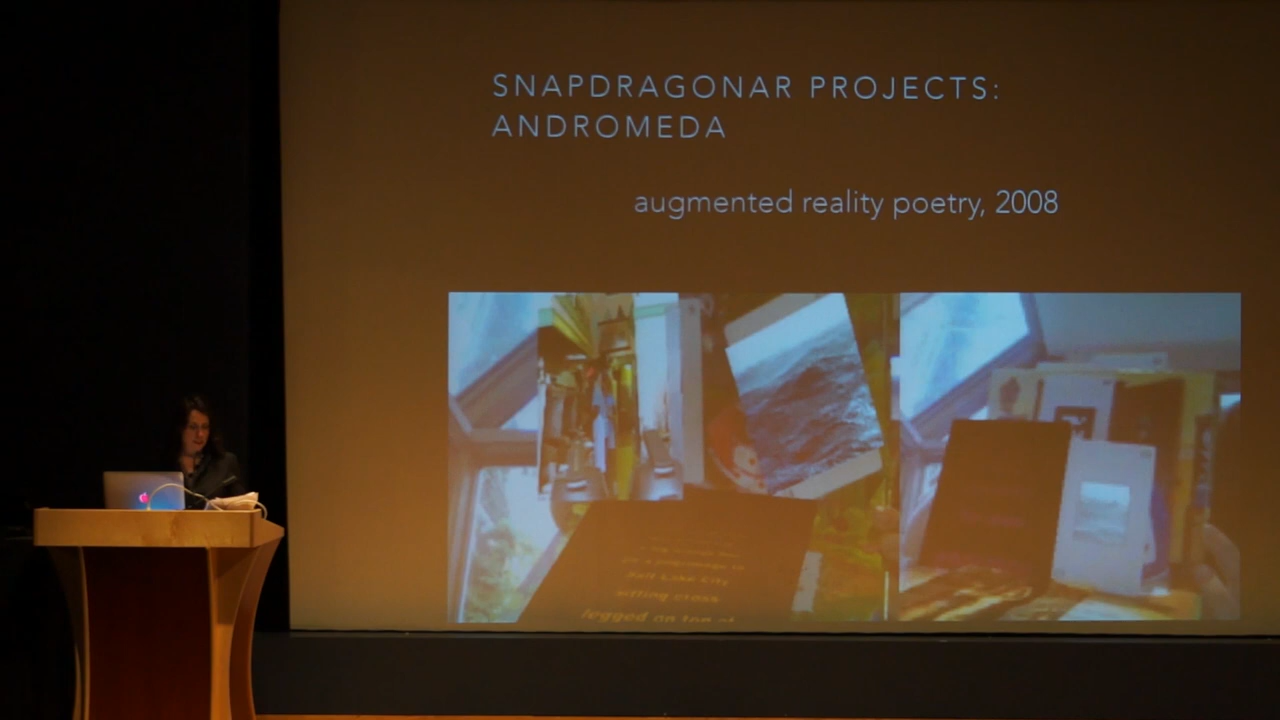 SNAPDRAGONAR PROJECTS:
ANDROMEDA
augmented reality poetry, 2008
Salt Lake City
sitting cross
legged on top of